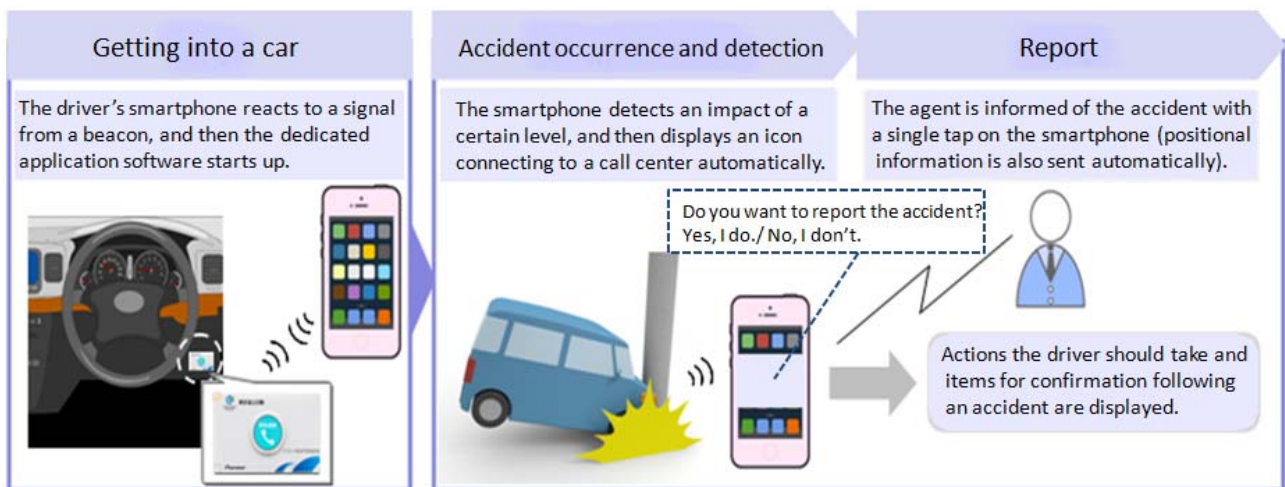 Getting into a car
Accident occurrence and detection
Report
The driver's smartphone reacts to a signal
from a beacon, and then the dedicated
application software starts up.
The smartphone detects an impact of a
certain level, and then displays an icon
connecting to a call center automatically.
The agent is informed of the accident with
a single tap on the smartphone (positional
information is also sent automatically).
Do you want to report the accident?
Yes, I do./ No, I don't.
Actions the driver should take and
items for confirmation following
an accident are displayed.
Pioneer